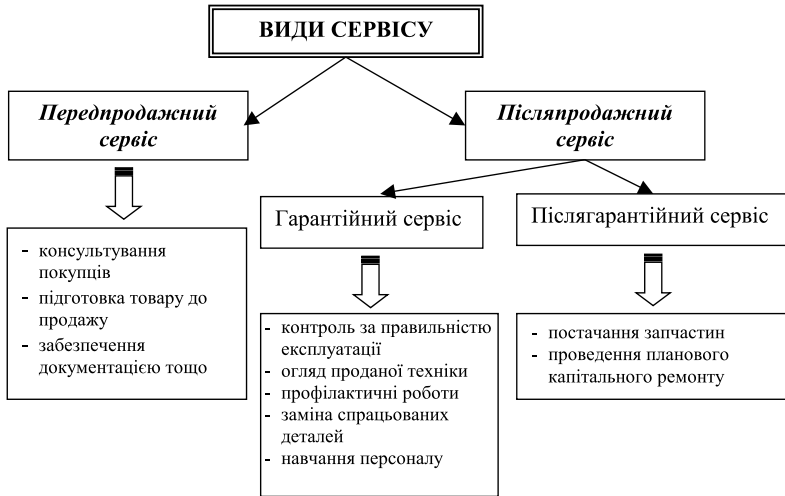 ВИДИ СЕРВІСУ
Передпродажний
сервіс
Післяпродажний
сервіс
Гарантійний сервіс
Післягарантійний сервіс
- консультування
покупців
- підготовка товару до
продажу
- забезпечення
документацією тощо
- контроль за правильністю
експлуатації
- огляд проданої техніки
- профілактичні роботи
- заміна спрацьованих
деталей
- навчання персоналу
- постачання запчастин
- проведення планового
капітального ремонту